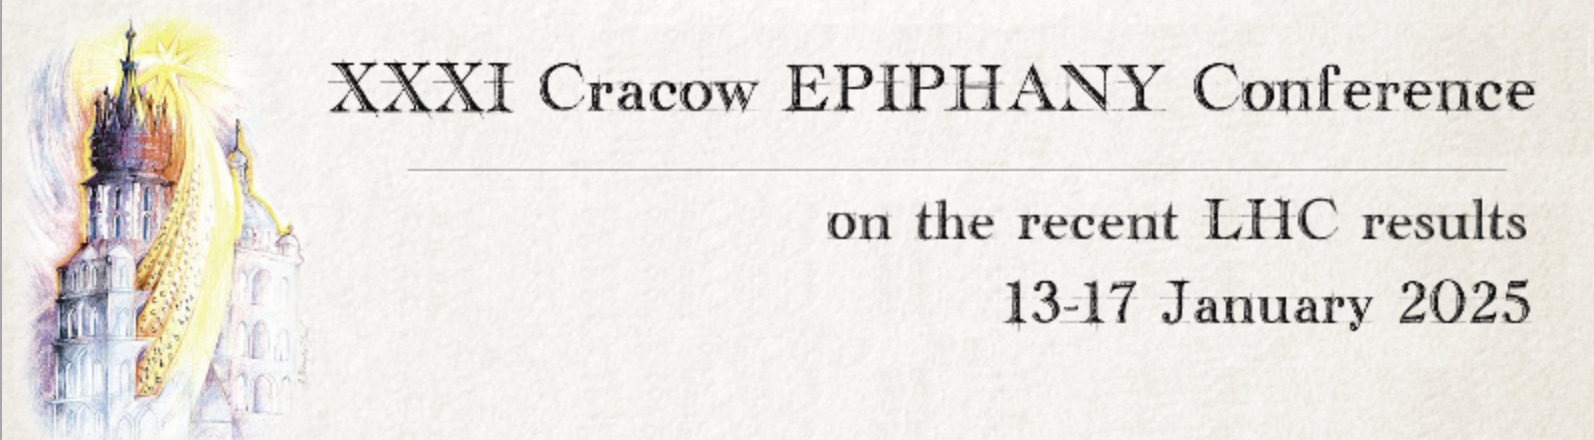 XXXI Cracow EPIPHANY Conference
on the recent LHC results
13-17 January 2025